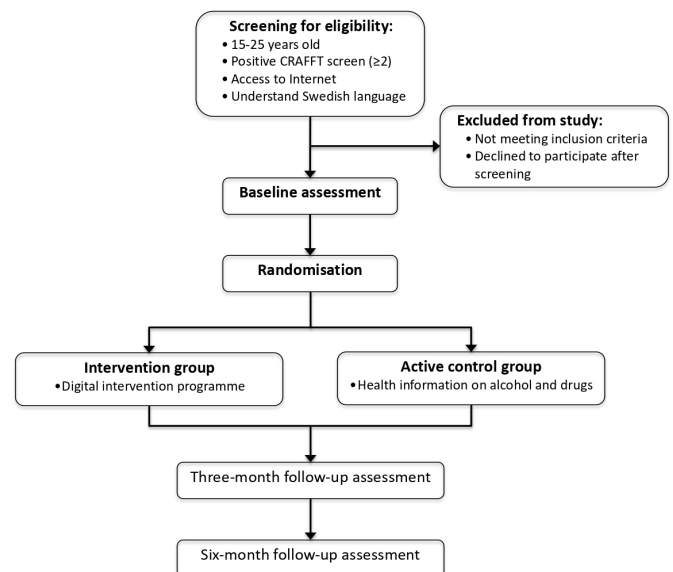 Screening for eligibility:
• 15-25 years old
• Positive CRAFFT screen (≥2)
• Access to Internet
• Understand Swedish language
Excluded from study:
• Not meeting inclusion criteria
• Declined to participate after
screening
Baseline assessment
Randomisation
Intervention group
•Digital intervention programme
Active control group
•Health information on alcohol and drugs
Three-month follow-up assessment
Six-month follow-up assessment